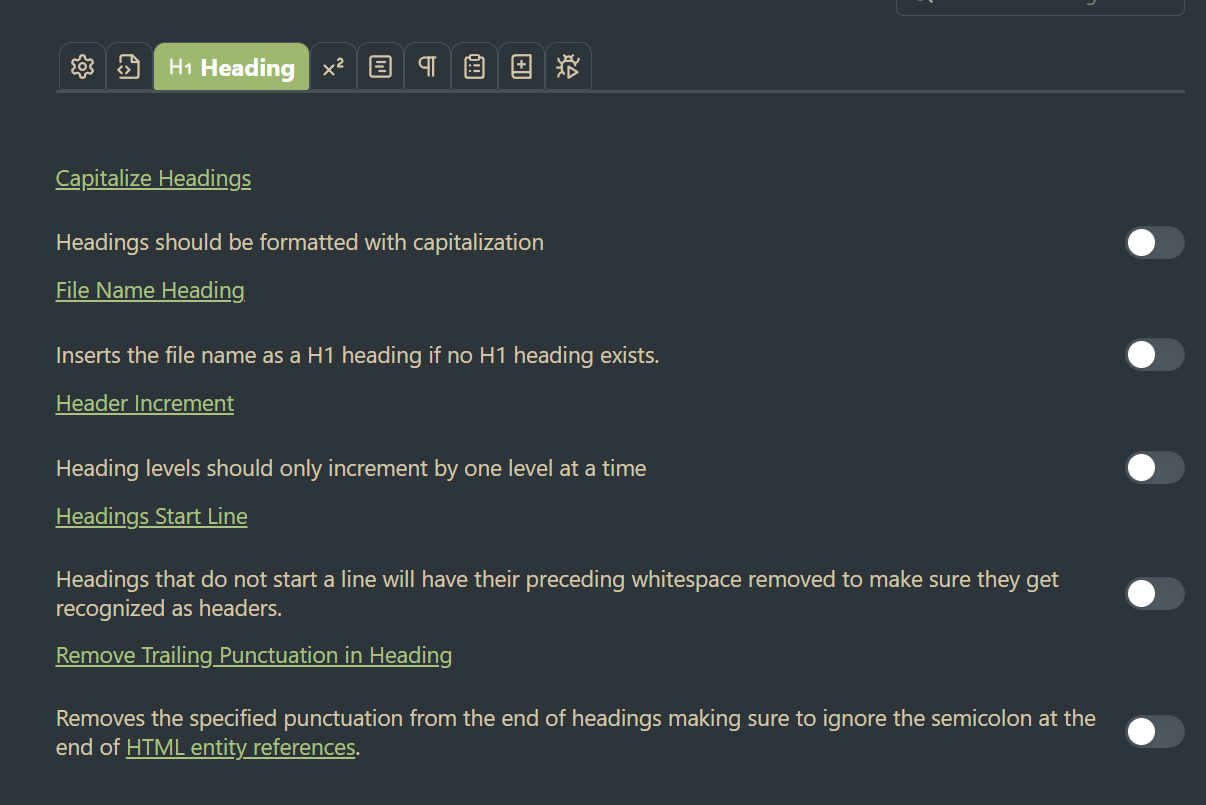 H1 Heading
x²
Capitalize Headings
Headings should be formatted with capitalization
File Name Heading
Inserts the file name as a H1 heading if no H1 heading exists.
Header Increment
Heading levels should only increment by one level at a time
Headings Start Line
Headings that do not start a line will have their preceding whitespace removed to make sure they get
recognized as headers.
Remove Trailing Punctuation in Heading
Removes the specified punctuation from the end of headings making sure to ignore the semicolon at the
end of HTML entity references.